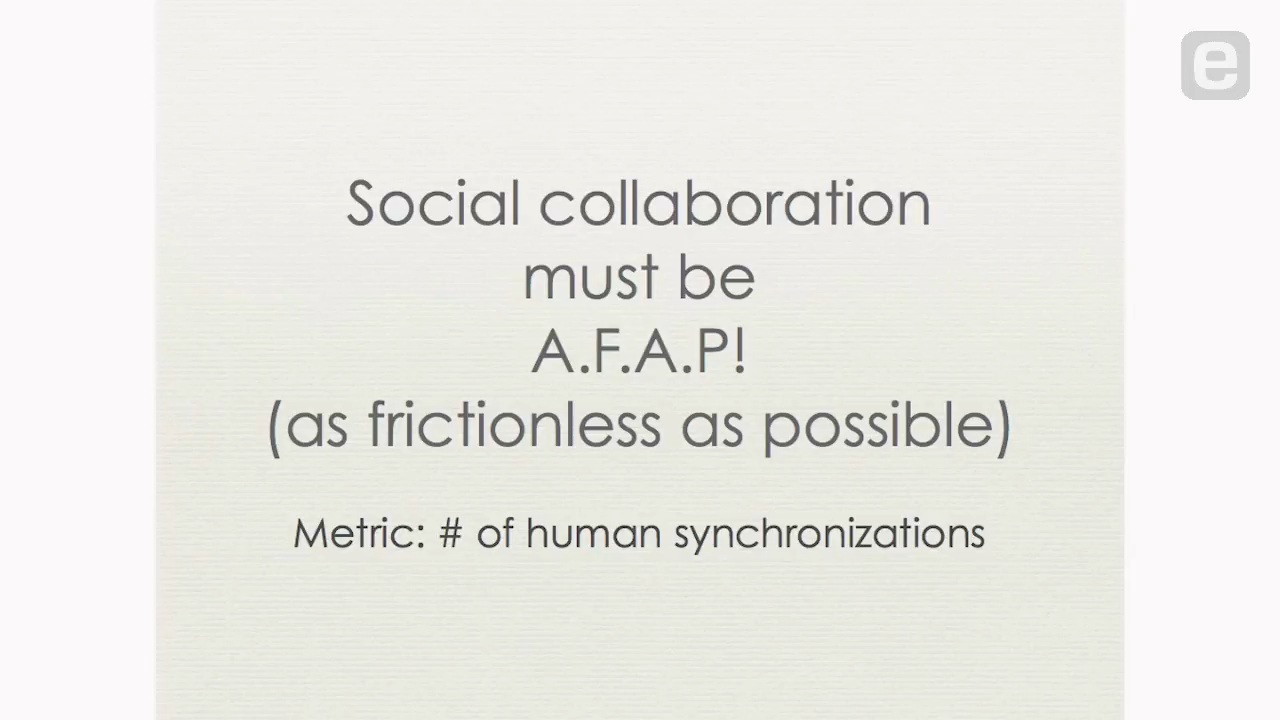 e
Social collaboration
must be
A.F.A.P!
(as frictionless as possible)
Metric: # of human synchronizations